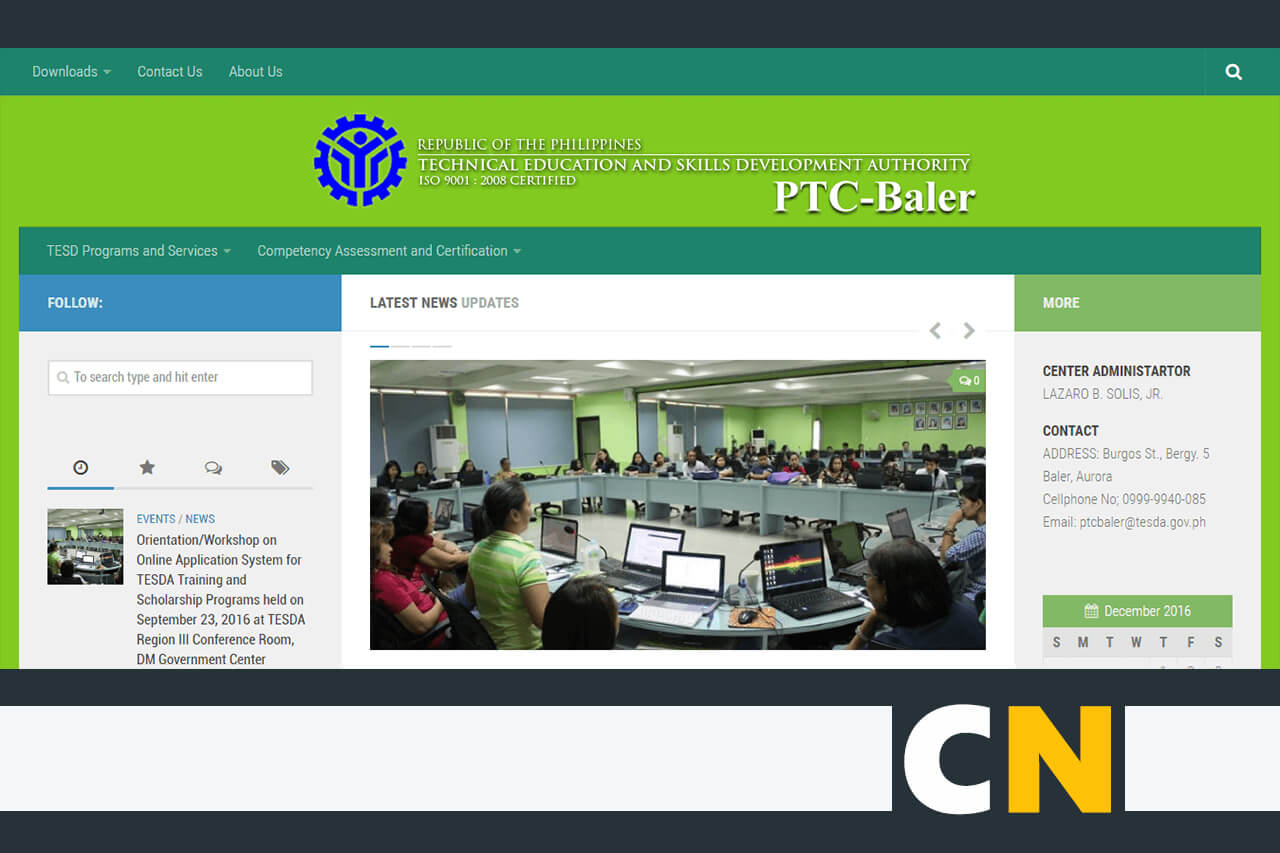 Downloads
Contact Us
About Us
REPUBLIC OF THE PHILIPPINES
TECHNICAL EDUCATION AND SKILLS DEVELOPMENT AUTHORITY
ISO 9001 : 2008 CERTIFIED
PTC-Baler
TESD Programs and Services
Competency Assessment and Certification
FOLLOW:
To search type and hit enter
EVENTS / NEWS
Orientation/Workshop on
Online Application System for
TESDA Training and
Scholarship Programs held on
September 23, 2016 at TESDA
Region III Conference Room,
DM Government Center
LATEST NEWS UPDATES
0
MORE
CENTER ADMINISTARTOR
LAZARO B. SOLIS, JR.
CONTACT
ADDRESS: Burgos St., Bergy. 5
Baler, Aurora
Cellphone No; 0999-9940-085
Email: ptcbaler@tesda.gov.ph
December 2016
S M T W T F S
CN